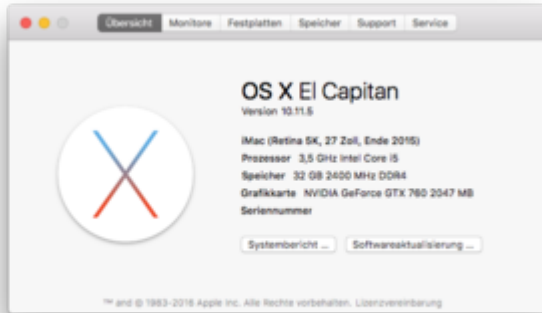 Übersicht Monitore Festplatten Speicher Support Service
OS X El Capitan
Version 10.11.5
iMac (Retina 5K, 27 Zoll, Ende 2015)
Prozessor 3,5 GHz Intel Core i5
Speicher 32 GB 2400 MHz DDR4
Grafikkarte NVIDIA GeForce GTX 760 2047 MB
Seriennummer
Systembericht ... Softwareaktualisierung ...
™ and © 1983-2016 Apple Inc. Alle Rechte vorbehalten. Lizenzvereinbarung